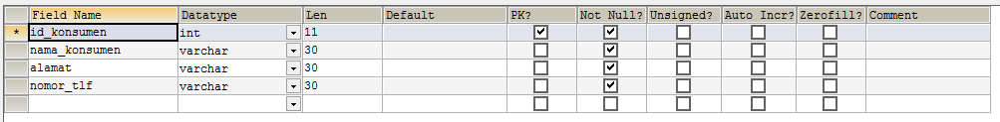 Field Name Datatype Len Default PK? Not Null? Unsigned? Auto Incr? Zerofill? Comment
* id_konsumen int 11
nama_konsumen varchar 30
alamat varchar 30
nomor_tlf varchar 30